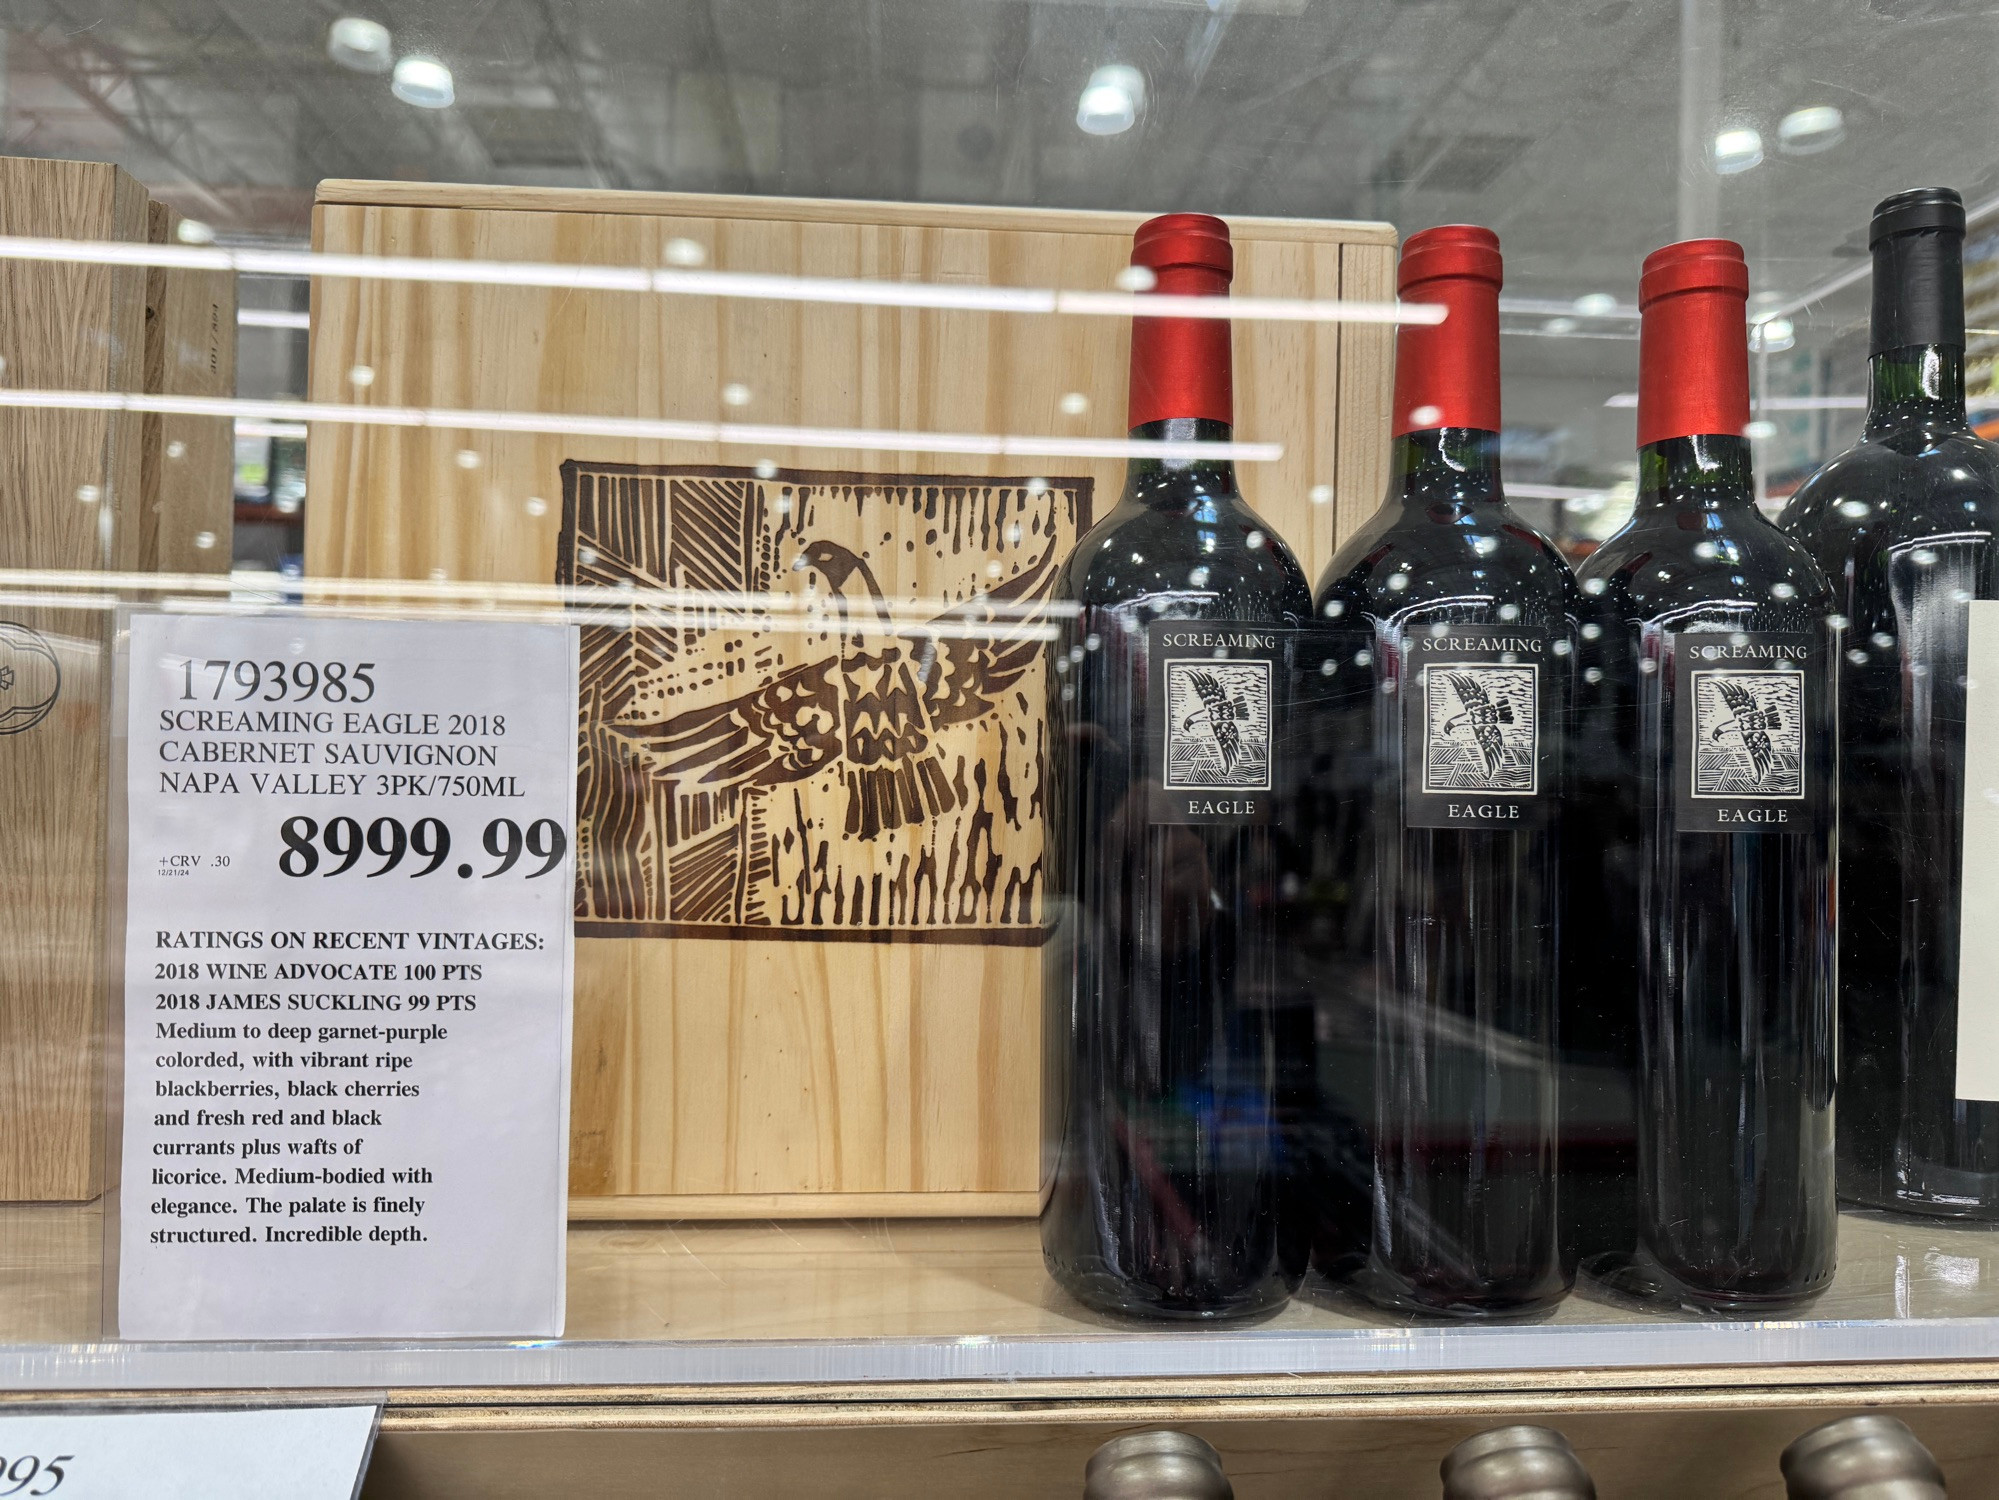 1793985
SCREAMING EAGLE 2018
CABERNET SAUVIGNON
NAPA VALLEY 3PK/750ML
+CRV .30
12/21/24
8999.99
RATINGS ON RECENT VINTAGES:
2018 WINE ADVOCATE 100 PTS
2018 JAMES SUCKLING 99 PTS
Medium to deep garnet-purple
colorded, with vibrant ripe
blackberries, black cherries
and fresh red and black
currants plus wafts of
licorice. Medium-bodied with
elegance. The palate is finely
structured. Incredible depth.
SCREAMING
EAGLE
SCREAMING
EAGLE
SCREAMING
EAGLE